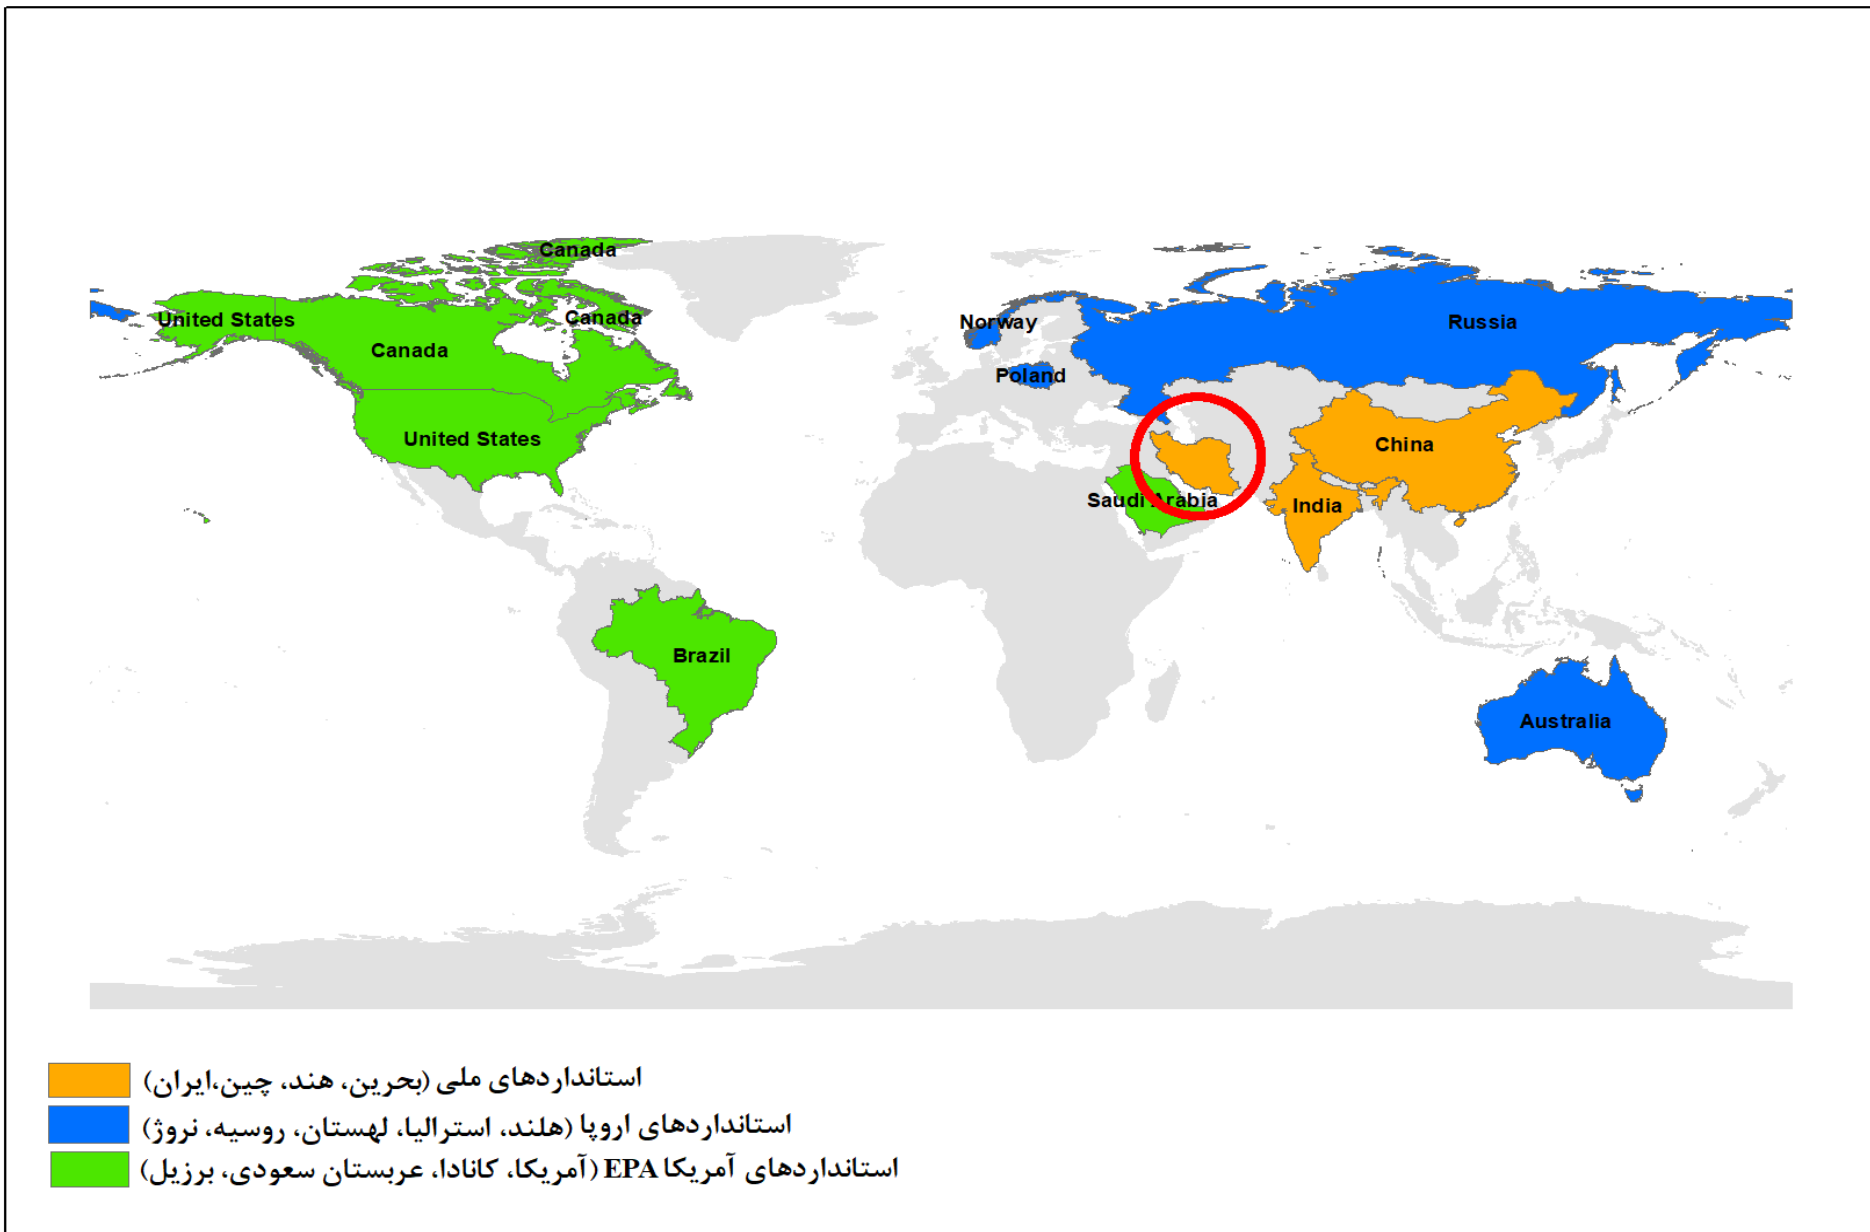 Canada
United States
Canada
Canada
Norway
Russia
Poland
United States
China
Saudi Arabia
India
Brazil
Australia
استانداردهای ملی (بحرین، هند، چین،ایران)
استانداردهای اروپا (هلند، استرالیا، لهستان، روسیه، نروژ)
استانداردهای آمریکا EPA (آمریکا، کانادا، عربستان سعودی، برزیل)